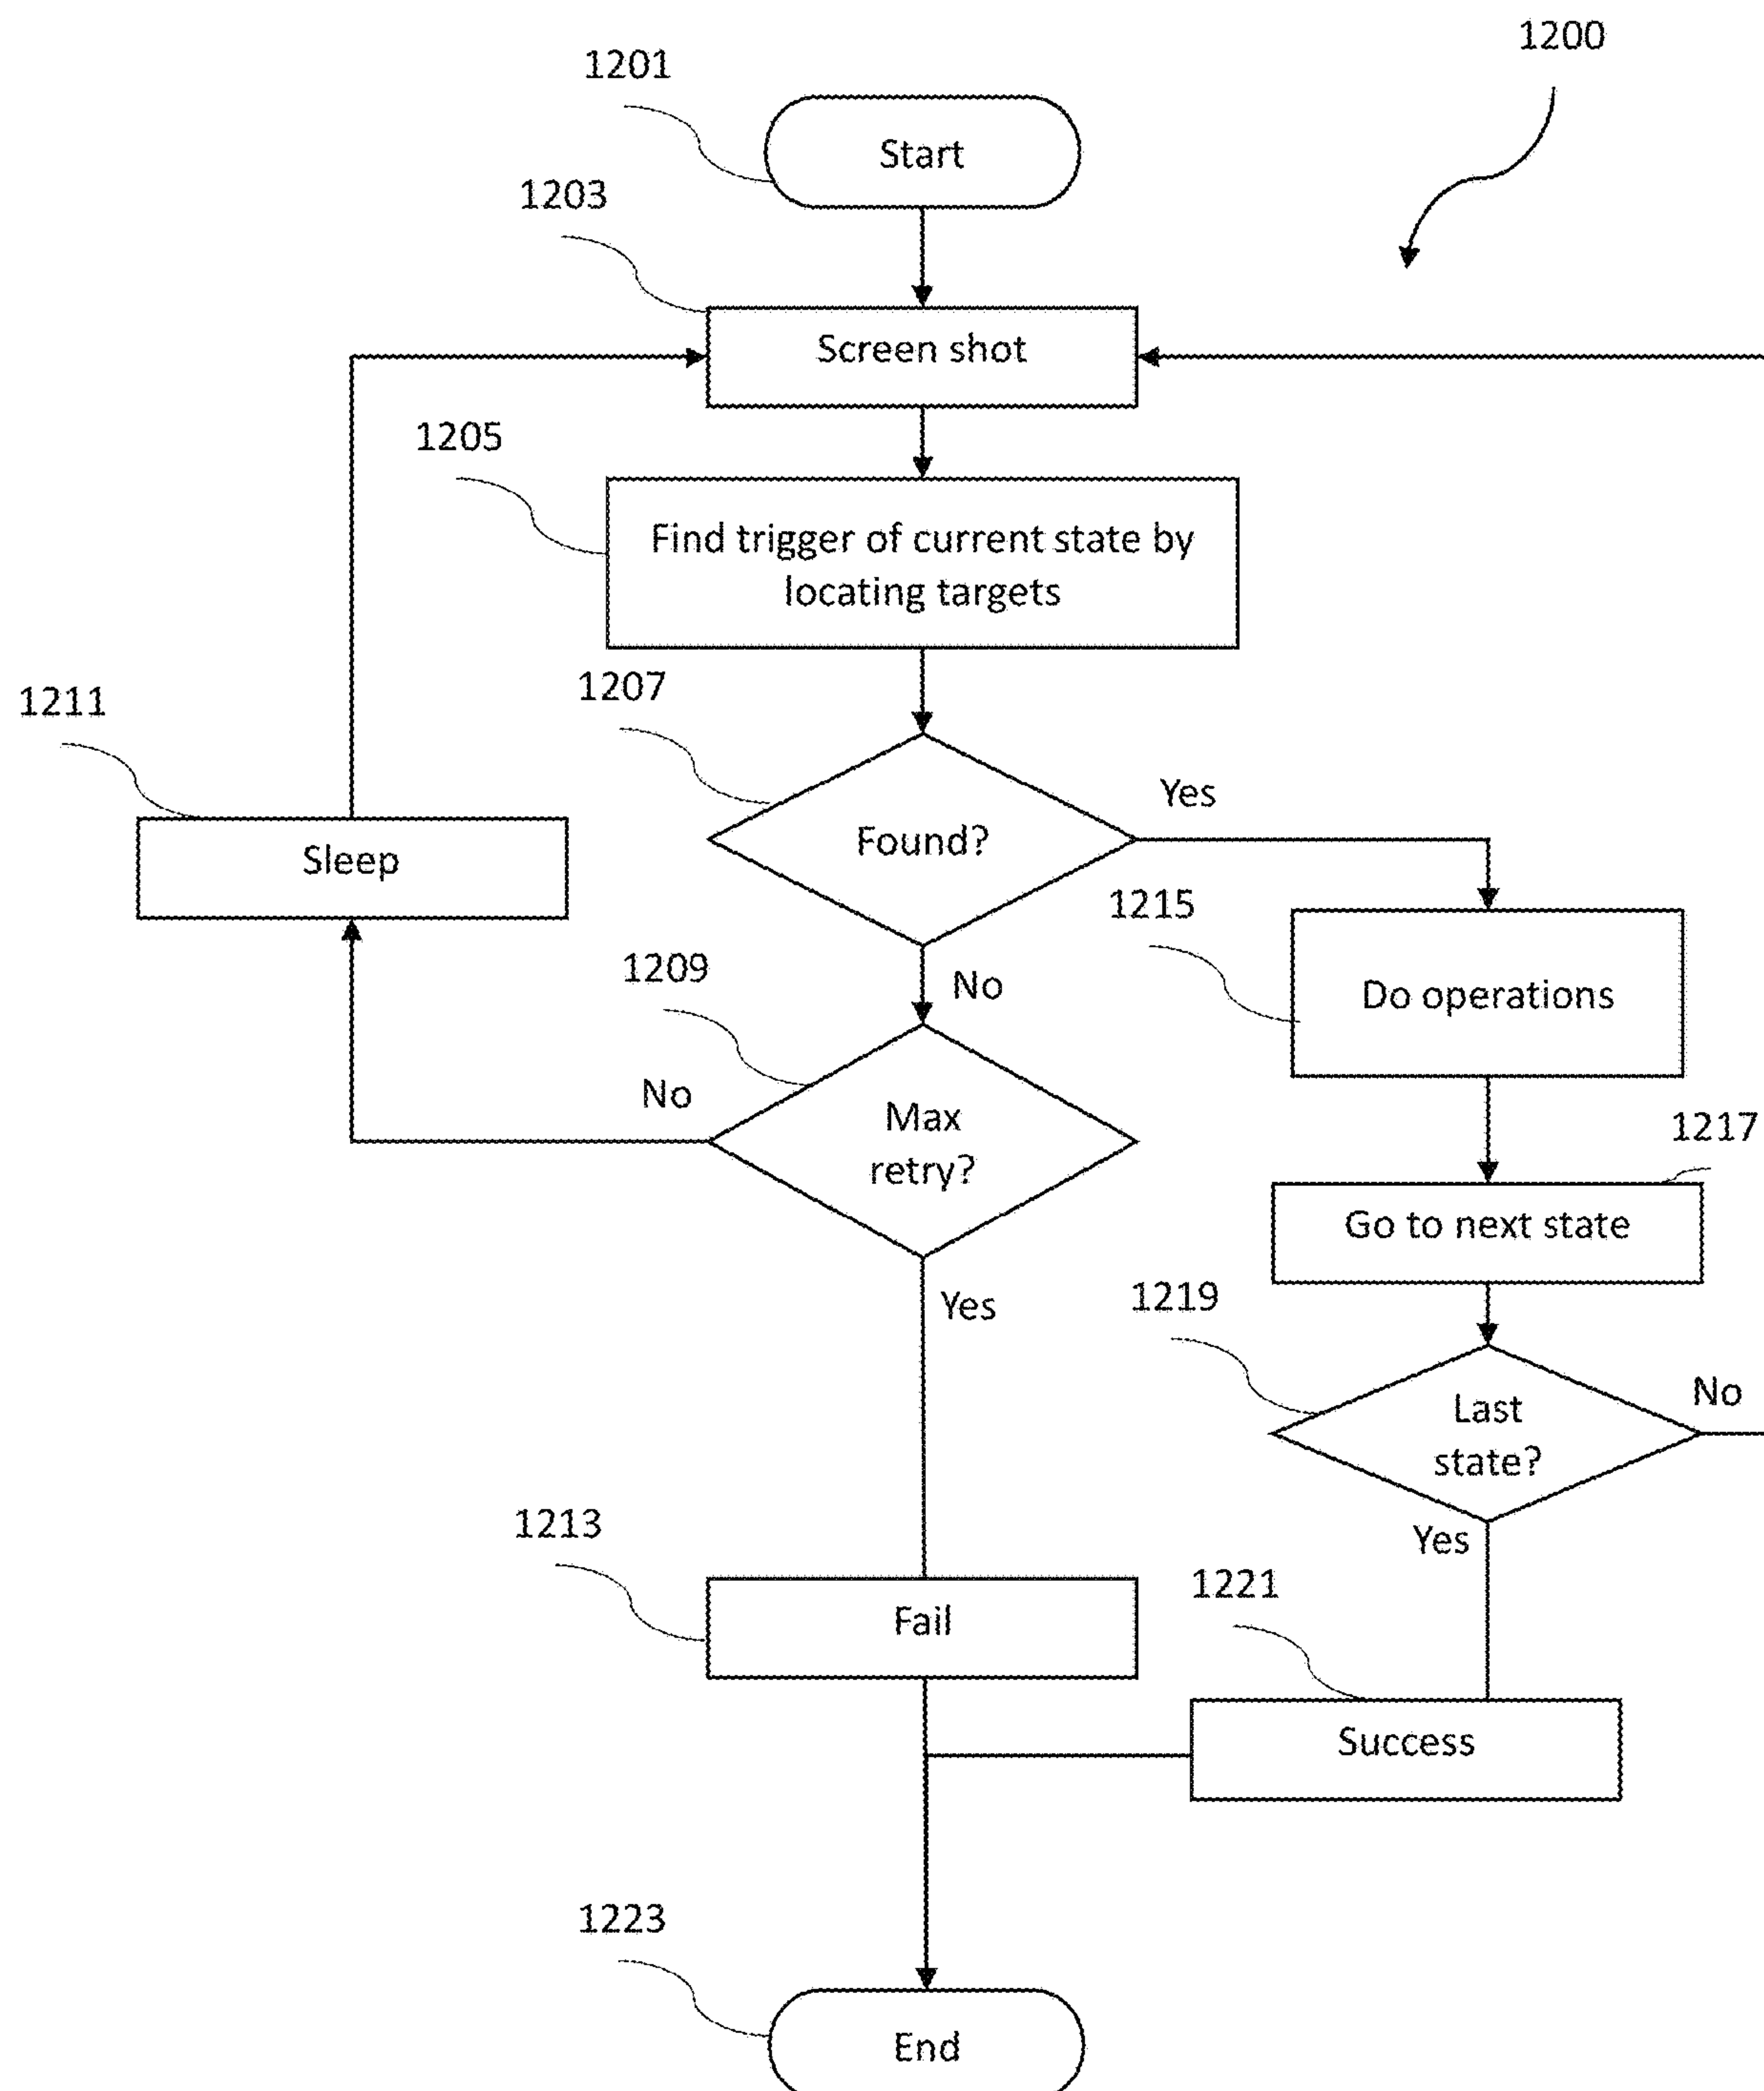 1200
1201
Start
1203
Screen shot
1205
Find trigger of current state by
locating targets
1207
1211
Yes
Found?
Sleep
1215
1209
No
Do operations
No
Max
retry?
1217
Go to next state
Yes
1219
No
Last
state?
1213
Yes
1221
Fail
Success
1223
End